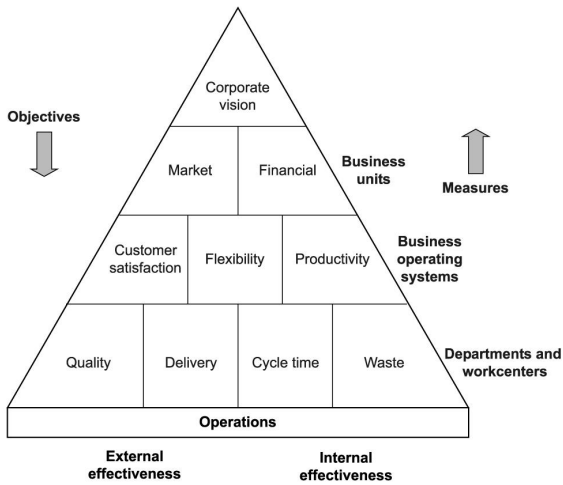 Corporate
vision
Objectives
Market
Financial
Business
units
Measures
Customer
satisfaction
Flexibility
Productivity
Business
operating
systems
Quality
Delivery
Cycle time
Waste
Departments and
workcenters
Operations
External
effectiveness
Internal
effectiveness